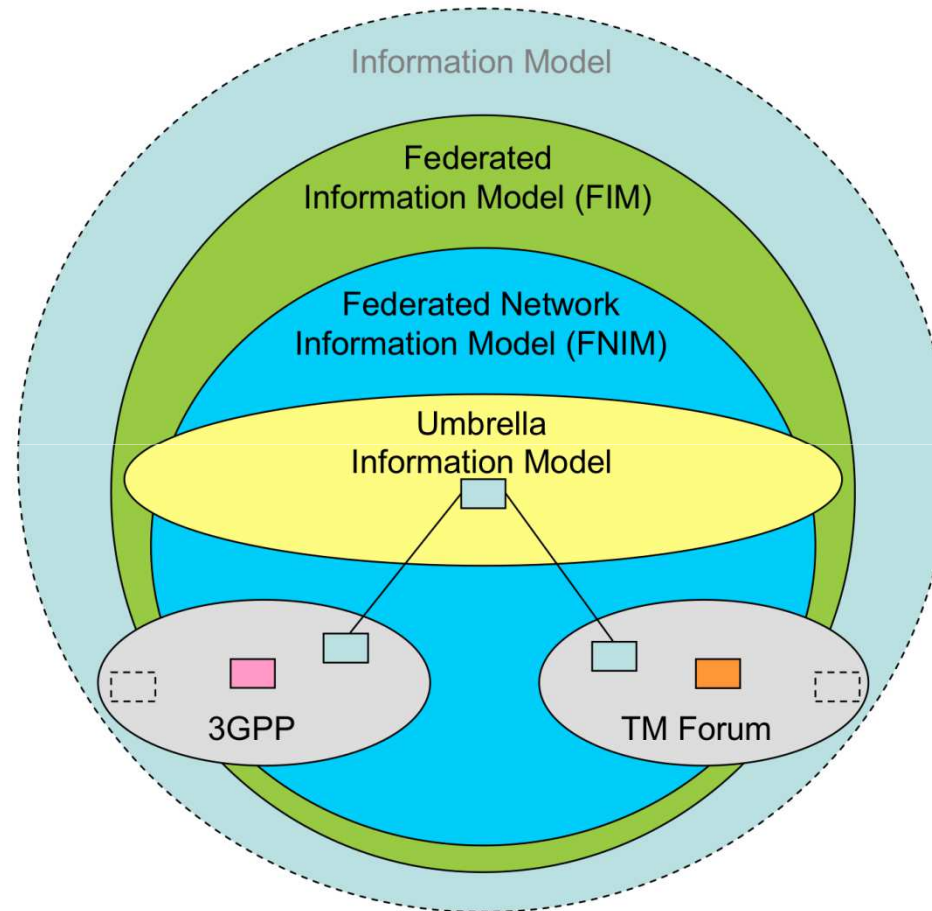 Information Model
Federated
Information Model (FIM)
Federated Network
Information Model (FNIM)
Umbrella
Information Model
3GPP
TM Forum